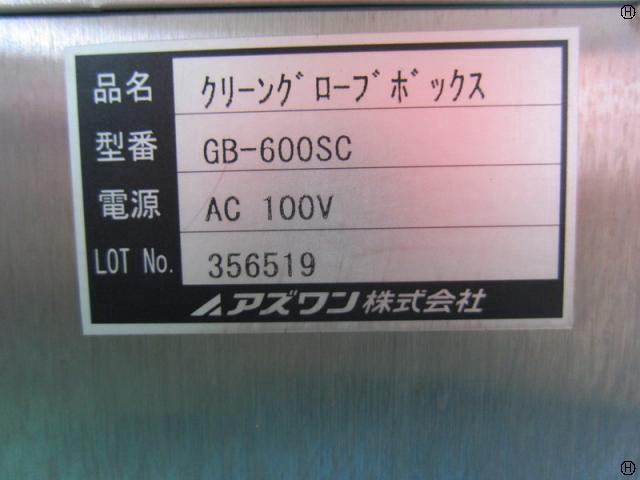 品名 クリーングローブボックス
型番 GB-600SC
電源 AC 100V
LOT No. 356519
アズワン株式会社
H
H